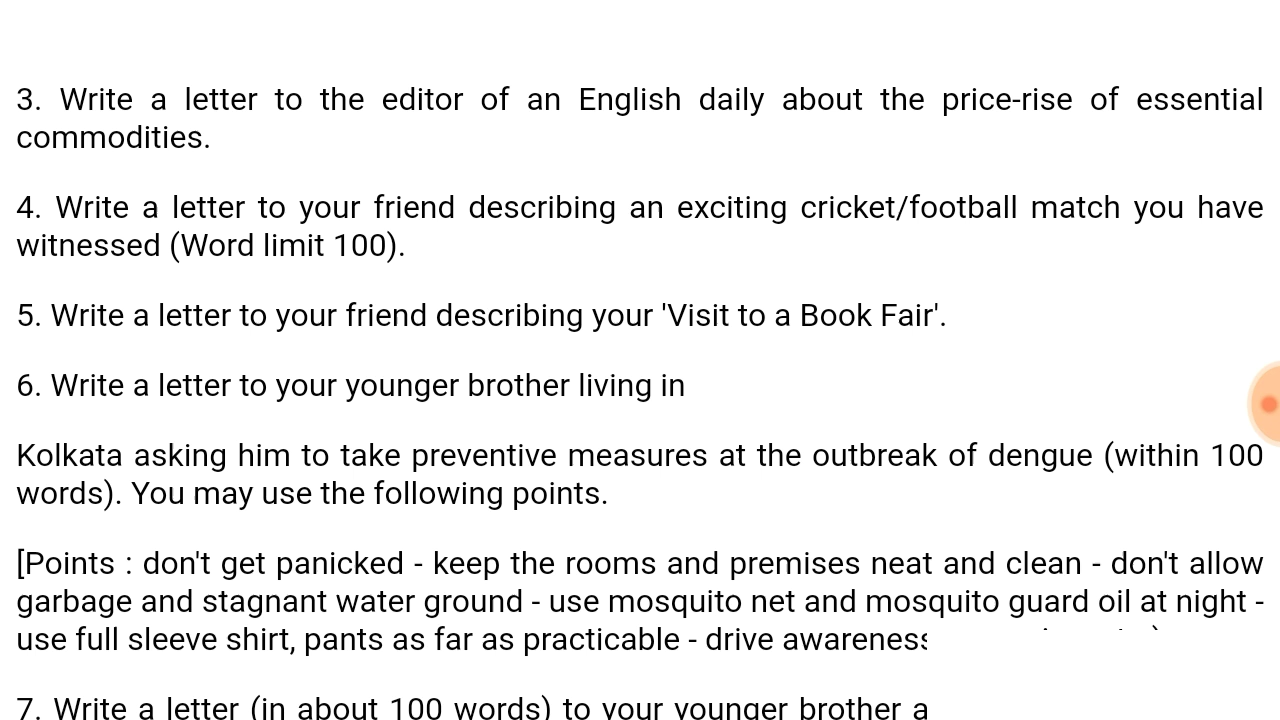 3. Write a letter to the editor of an English daily about the price-rise of essential
commodities.
4. Write a letter to your friend describing an exciting cricket/football match you have
witnessed (Word limit 100).
5. Write a letter to your friend describing your 'Visit to a Book Fair'.
6. Write a letter to your younger brother living in
Kolkata asking him to take preventive measures at the outbreak of dengue (within 100
words). You may use the following points.
[Points : don't get panicked - keep the rooms and premises neat and clean - don't allow
garbage and stagnant water ground - use mosquito net and mosquito guard oil at night -
use full sleeve shirt, pants as far as practicable - drive awareness
7. Write a letter (in about 100 words) to your younger brother a